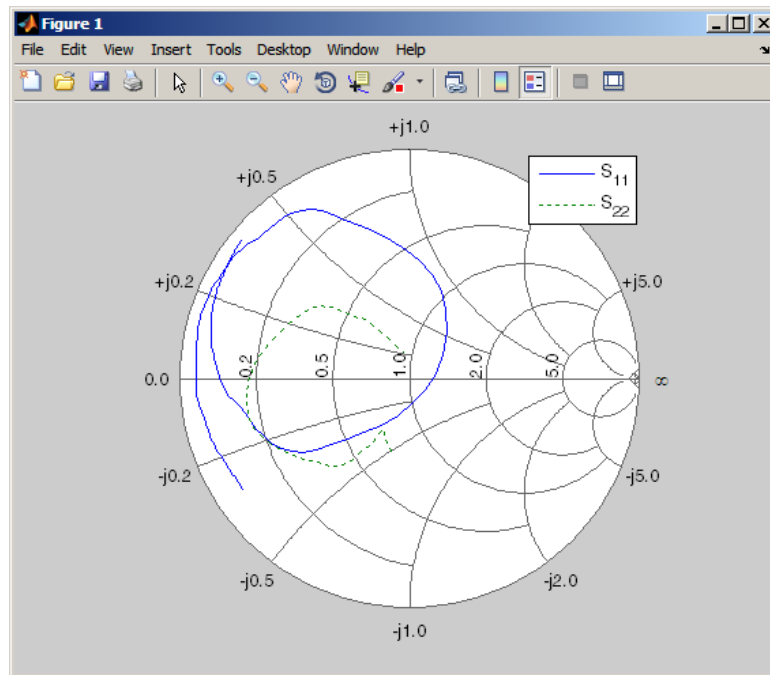 Figure 1
File Edit View Insert Tools Desktop Window Help
+j1.0
+j0.5
S11
S22
+j0.2
+j5.0
0.0
0.2
0.5
1.0
2.0
5.0
∞
-j0.2
-j5.0
-j0.5
-j2.0
-j1.0